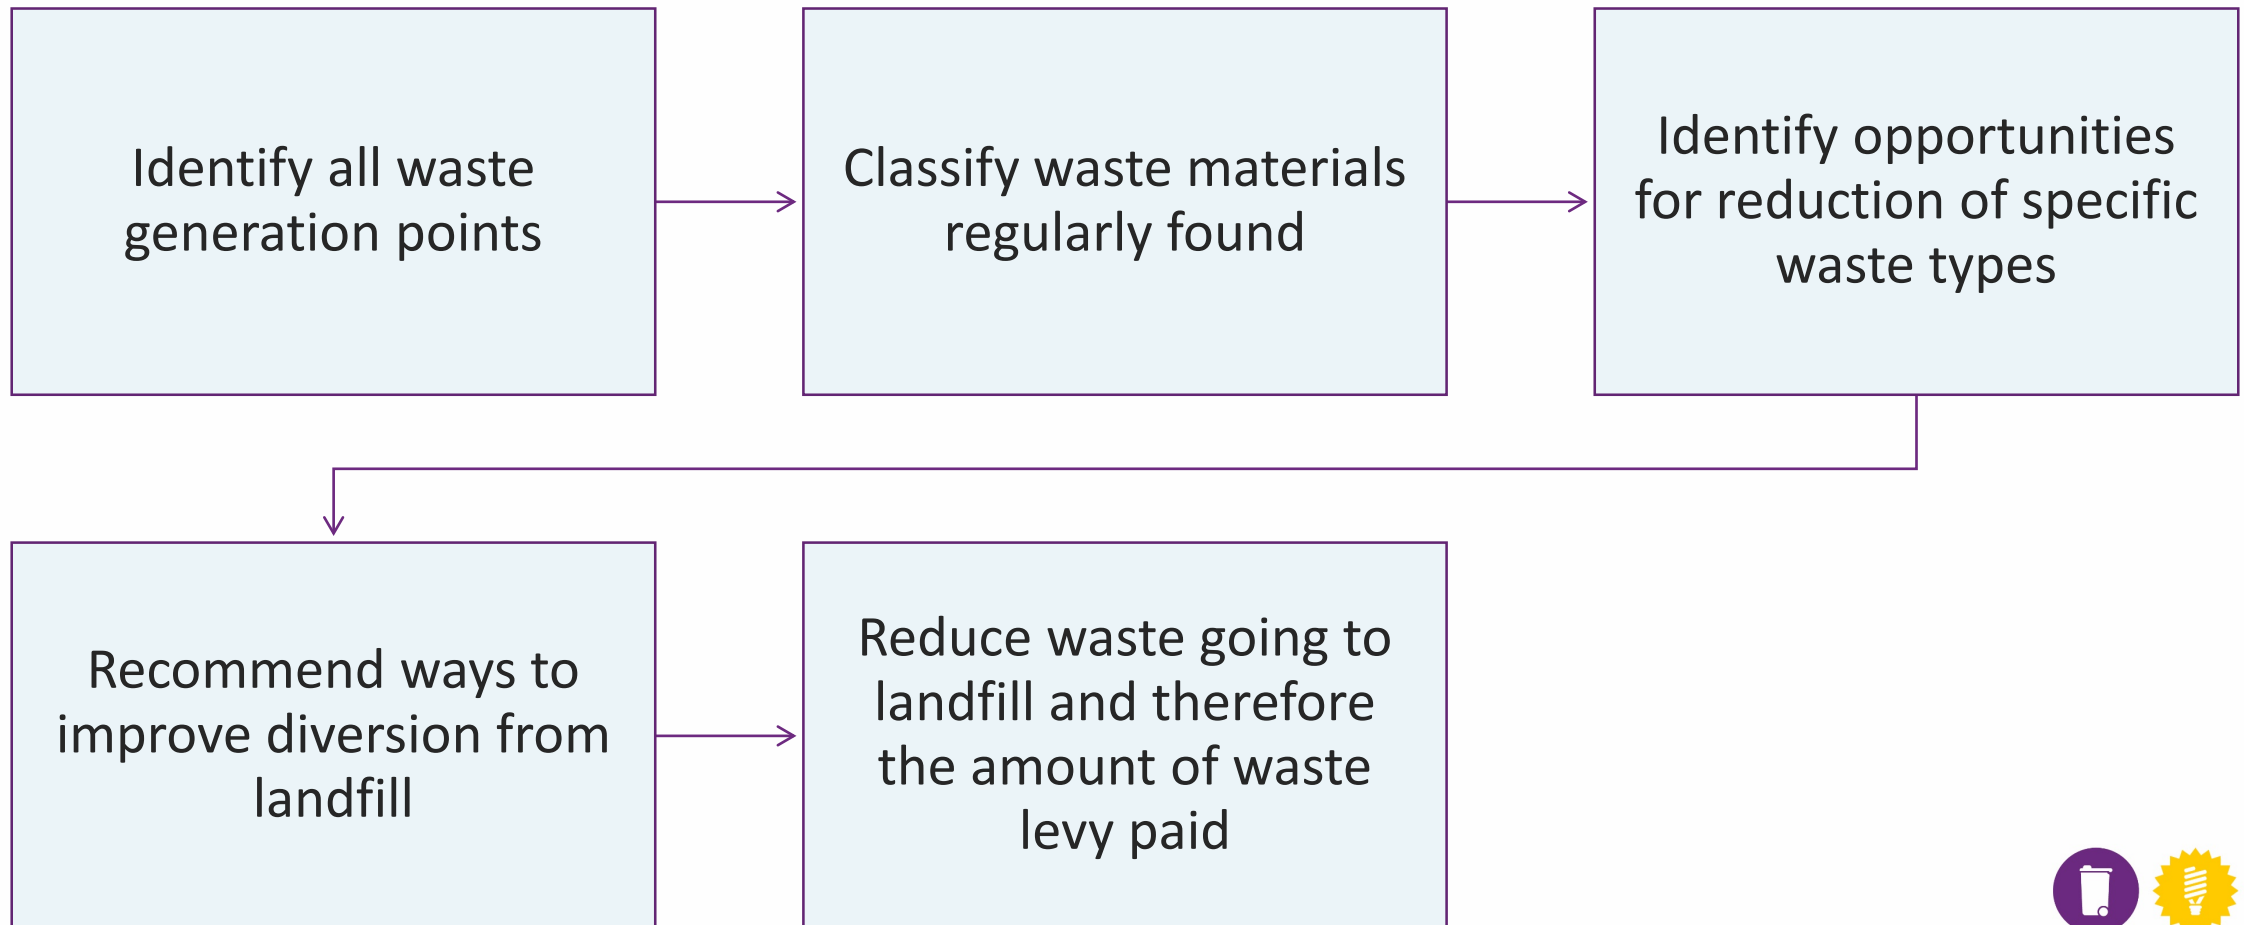 Identify all waste
generation points
Classify waste materials
regularly found
Identify opportunities
for reduction of specific
waste types
Recommend ways to
improve diversion from
landfill
Reduce waste going to
landfill and therefore
the amount of waste
levy paid